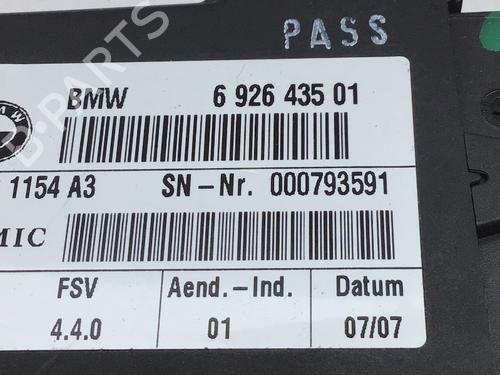 PASS
BMW 6 926 435 01
1154 A3 SN-Nr. 000793591
MIC
FSV Aend.-Ind. Datum
4.4.0 01 07/07
B-PARTS